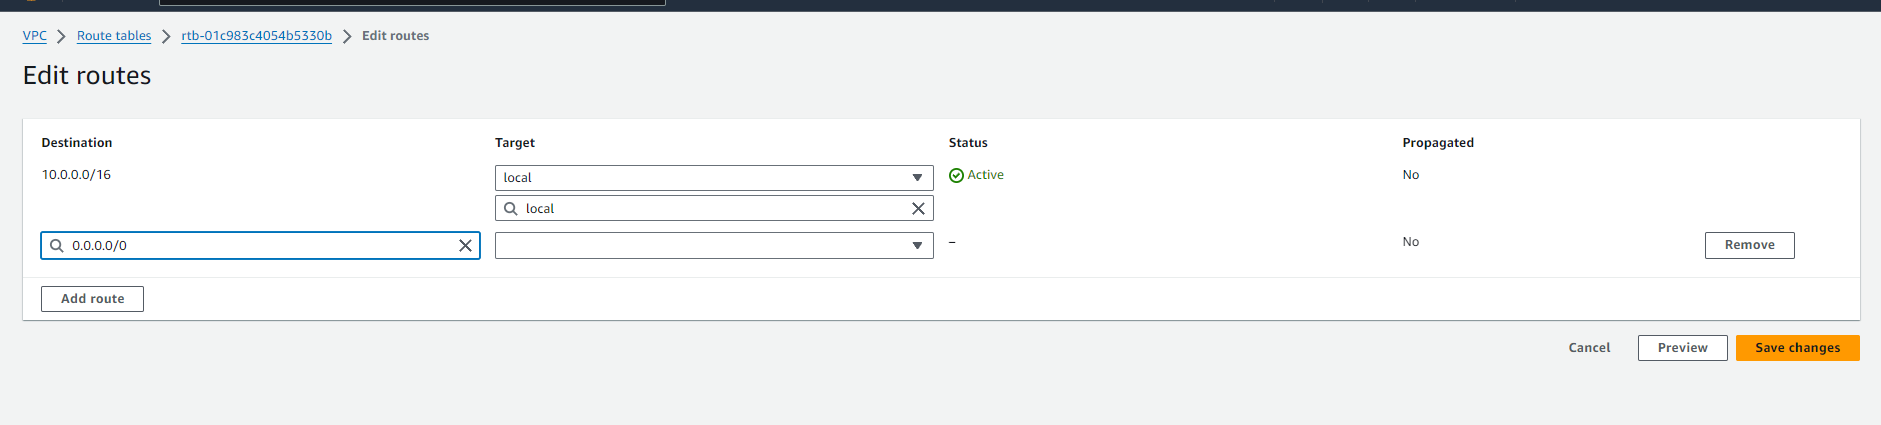 VPC > Route tables > rtb-01c983c4054b5330b > Edit routes
Edit routes
Destination Target Status Propagated
10.0.0.0/16 local Active No
local
0.0.0.0/0 – No Remove
Add route
Cancel Preview Save changes